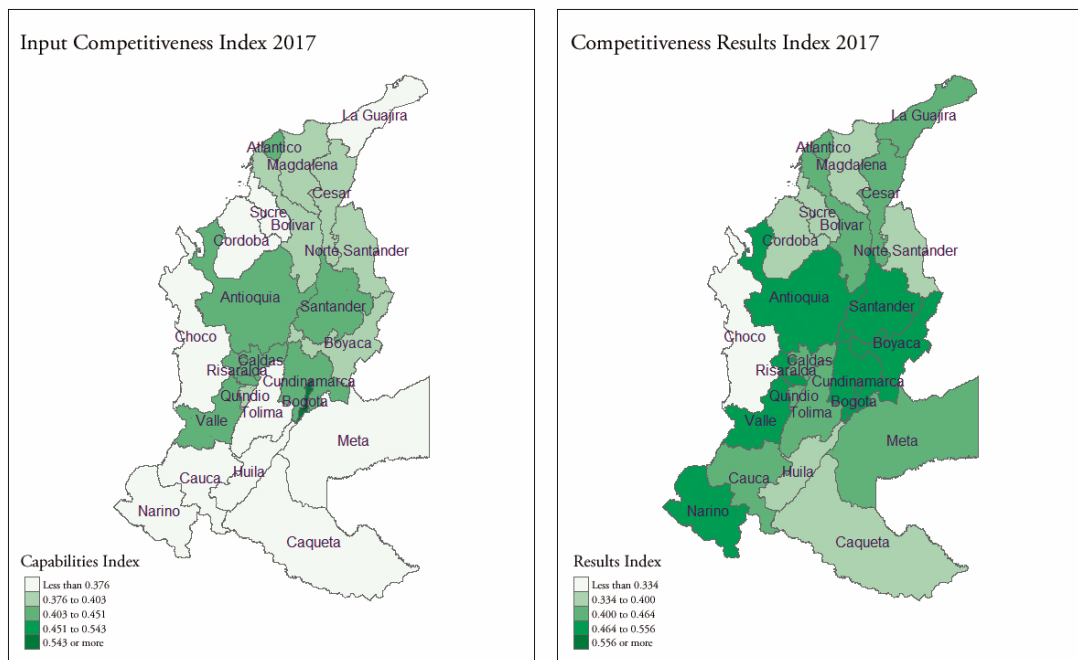 Input Competitiveness Index 2017
La Guajira
Atlantico
Magdalena
Cesar
Sucre
Bolivar
Cordoba
Norte Santander
Antioquia
Santander
Choco
Boyaca
Caldas
Risaralda
Cundinamarca
Quindio
Bogota
Tolima
Valle
Meta
Huila
Cauca
Narino
Caqueta
Capabilities Index
Less than 0.376
0.376 to 0.403
0.403 to 0.451
0.451 to 0.543
0.543 or more
Competitiveness Results Index 2017
La Guajira
Atlantico
Magdalena
Cesar
Sucre
Bolivar
Cordoba
Norte Santander
Antioquia
Santander
Choco
Boyaca
Caldas
Risaralda
Cundinamarca
Quindio
Bogota
Tolima
Valle
Meta
Huila
Cauca
Narino
Caqueta
Results Index
Less than 0.334
0.334 to 0.400
0.400 to 0.464
0.464 to 0.556
0.556 or more